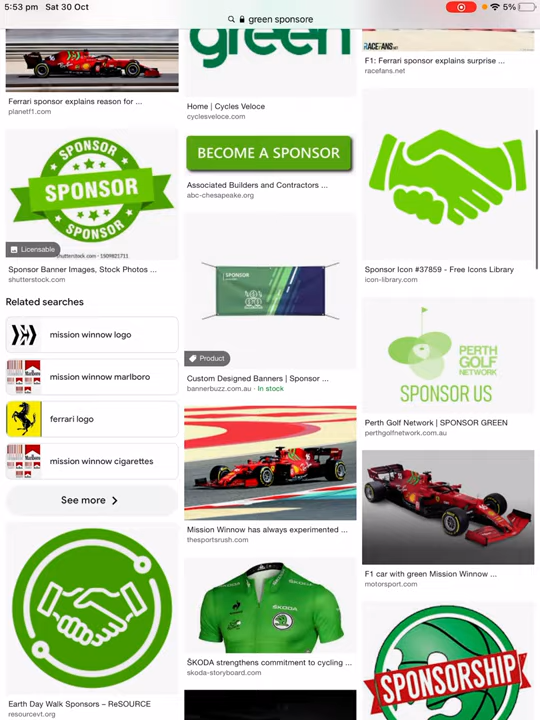 5:53 pm Sat 30 Oct
5%
green sponsore
Ferrari sponsor explains reason for ...
planetf1.com
SPONSOR
SPONSOR
SPONSOR
Licensable
shutterstock.com · 1509821711
Sponsor Banner Images, Stock Photos ...
shutterstock.com
Related searches
mission winnow logo
mission winnow marlboro
ferrari logo
mission winnow cigarettes
See more
Earth Day Walk Sponsors – ReSOURCE
resourcevt.org
green
Home | Cycles Veloce
cyclesveloce.com
BECOME A SPONSOR
Associated Builders and Contractors ...
abc-chesapeake.org
SPONSOR
Product
Custom Designed Banners | Sponsor ...
bannerbuzz.com.au · In stock
Mission Winnow has always experimented ...
thesportsrush.com
ŠKODA
ŠKODA strengthens commitment to cycling ...
skoda-storyboard.com
RACEFANS.NET
F1: Ferrari sponsor explains surprise ...
racefans.net
Sponsor Icon #37859 - Free Icons Library
icon-library.com
PERTH
GOLF
NETWORK
SPONSOR US
Perth Golf Network | SPONSOR GREEN
perthgolfnetwork.com.au
F1 car with green Mission Winnow ...
motorsport.com
SPONSORSHIP